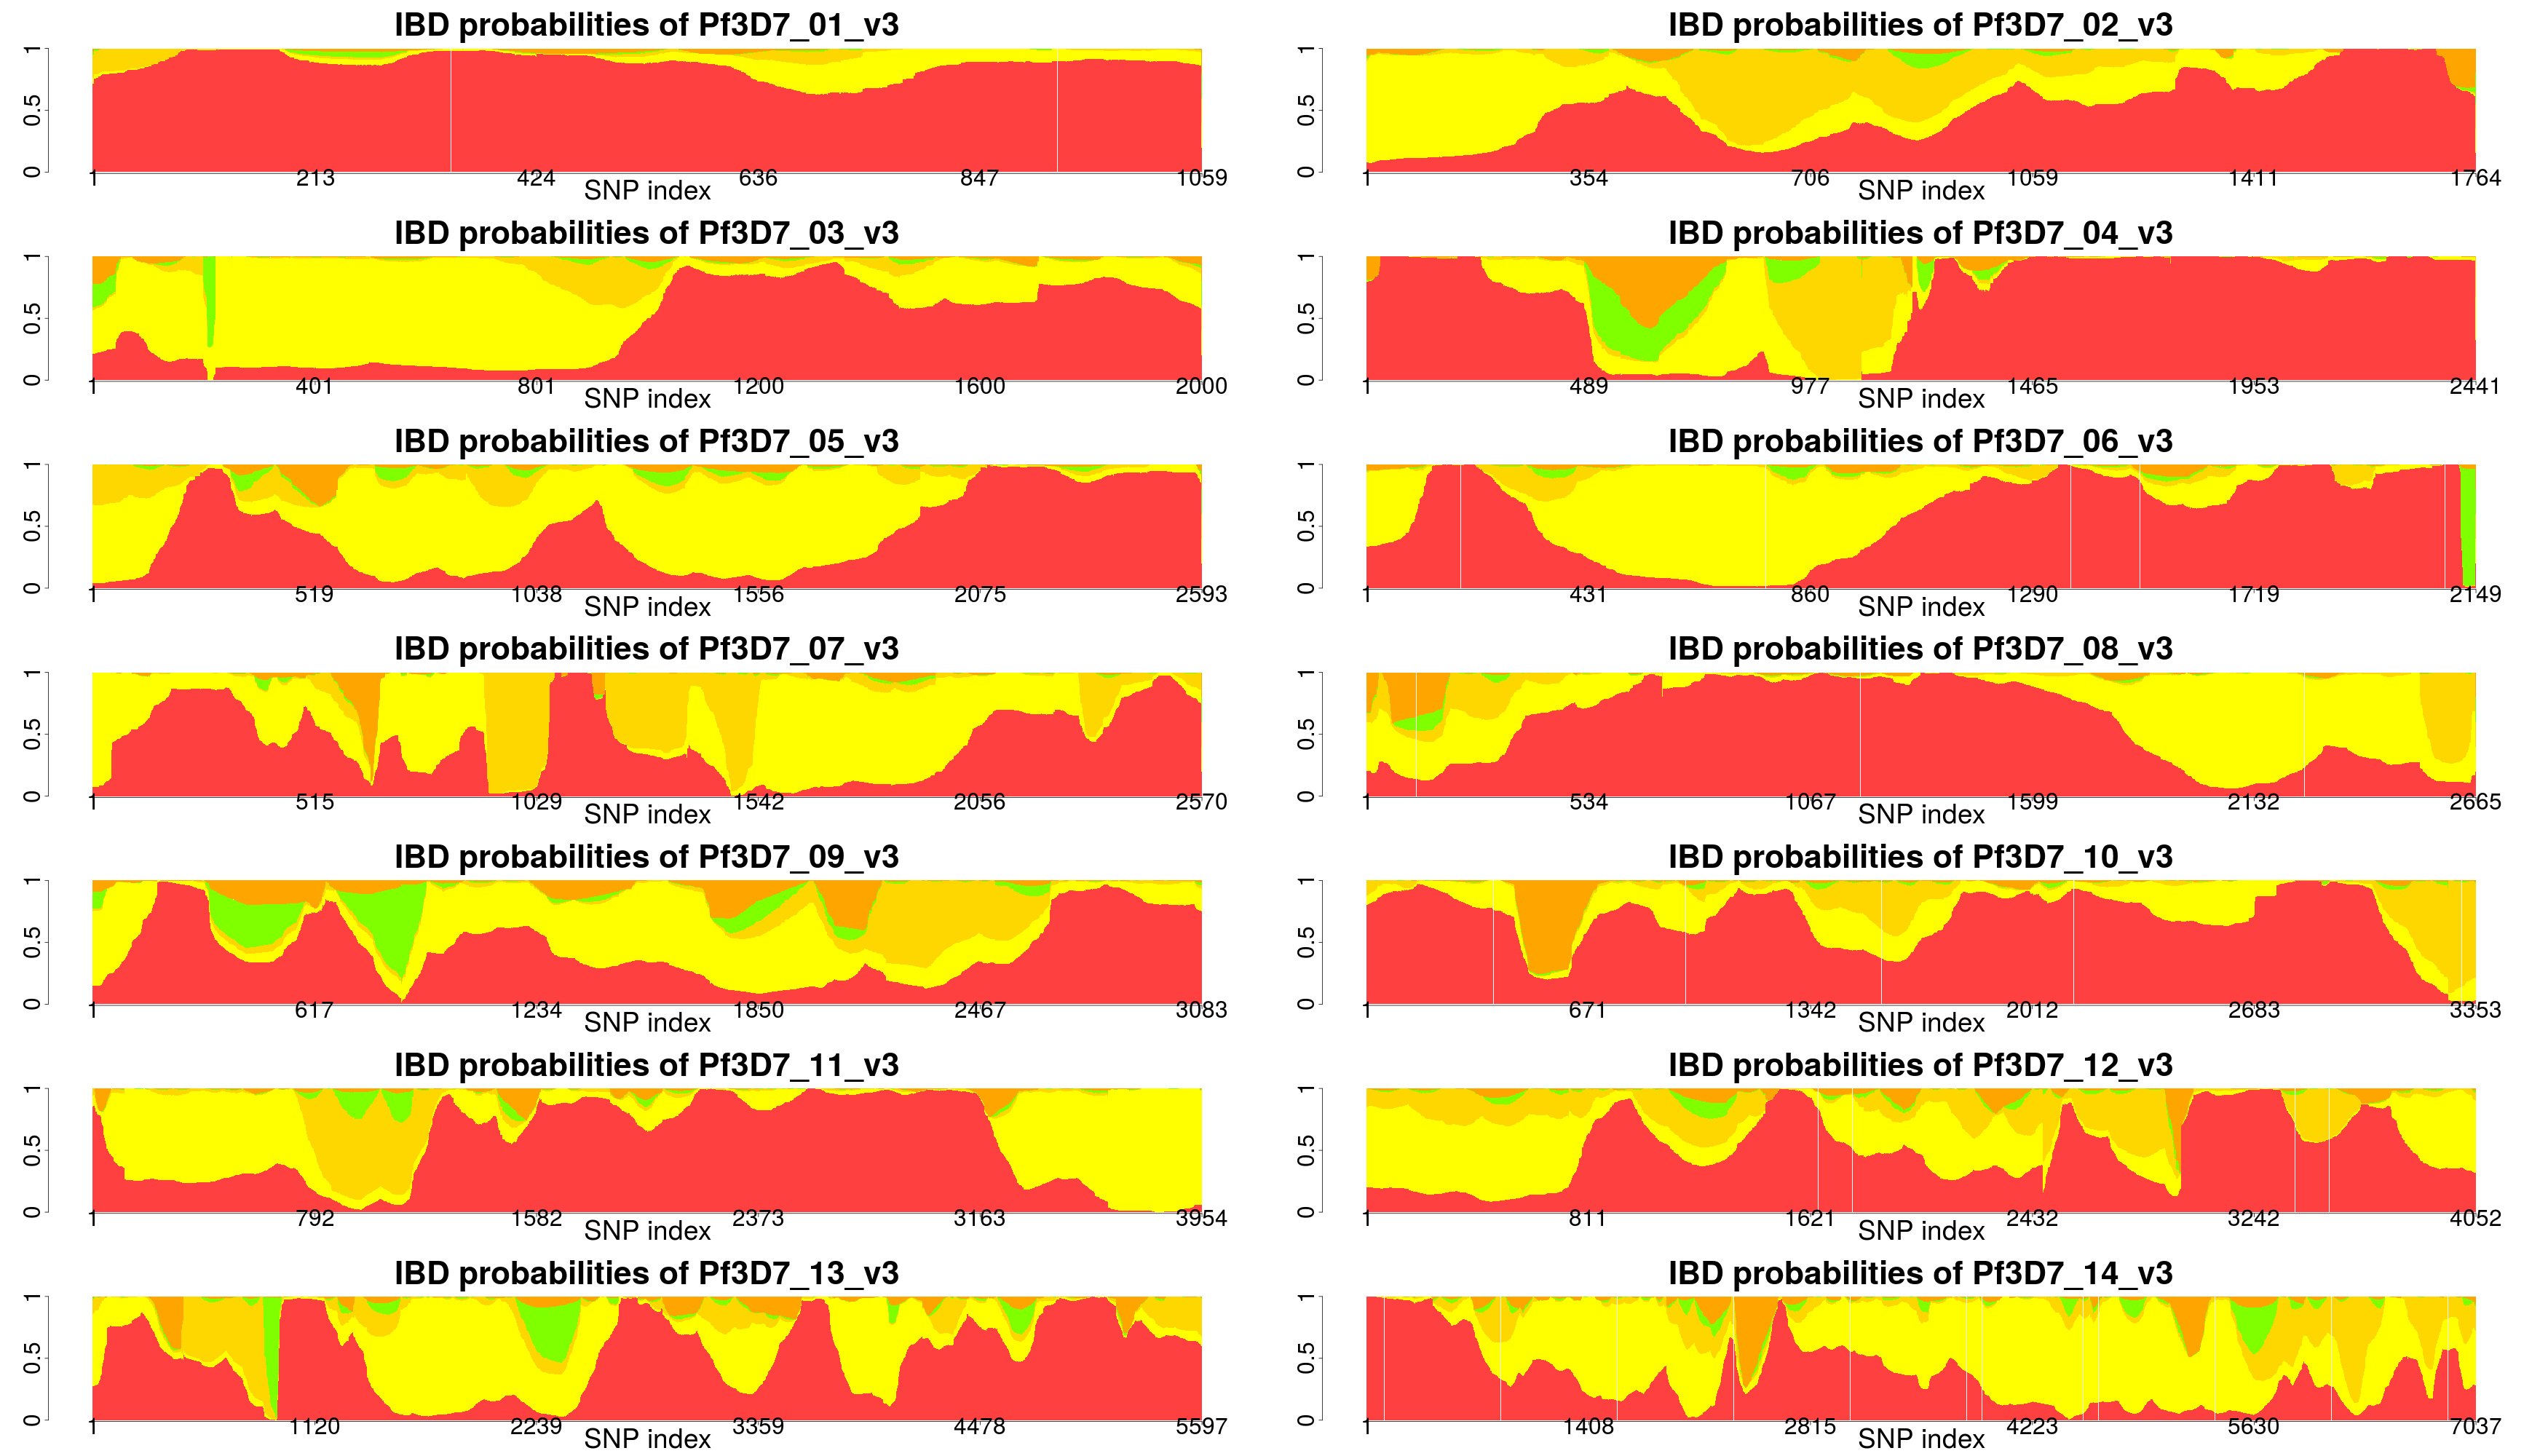 IBD probabilities of Pf3D7_01_v3
1
0.5
0
1 213 424 636 847 1059
SNP index
IBD probabilities of Pf3D7_02_v3
1
0.5
0
1 354 706 1059 1411 1764
SNP index
IBD probabilities of Pf3D7_03_v3
1
0.5
0
1 401 801 1200 1600 2000
SNP index
IBD probabilities of Pf3D7_04_v3
1
0.5
0
1 489 977 1465 1953 2441
SNP index
IBD probabilities of Pf3D7_05_v3
1
0.5
0
1 519 1038 1556 2075 2593
SNP index
IBD probabilities of Pf3D7_06_v3
1
0.5
0
1 431 860 1290 1719 2149
SNP index
IBD probabilities of Pf3D7_07_v3
1
0.5
0
1 515 1029 1542 2056 2570
SNP index
IBD probabilities of Pf3D7_08_v3
1
0.5
0
1 534 1067 1599 2132 2665
SNP index
IBD probabilities of Pf3D7_09_v3
1
0.5
0
1 617 1234 1850 2467 3083
SNP index
IBD probabilities of Pf3D7_10_v3
1
0.5
0
1 671 1342 2012 2683 3353
SNP index
IBD probabilities of Pf3D7_11_v3
1
0.5
0
1 792 1582 2373 3163 3954
SNP index
IBD probabilities of Pf3D7_12_v3
1
0.5
0
1 811 1621 2432 3242 4052
SNP index
IBD probabilities of Pf3D7_13_v3
1
0.5
0
1 1120 2239 3359 4478 5597
SNP index
IBD probabilities of Pf3D7_14_v3
1
0.5
0
1 1408 2815 4223 5630 7037
SNP index